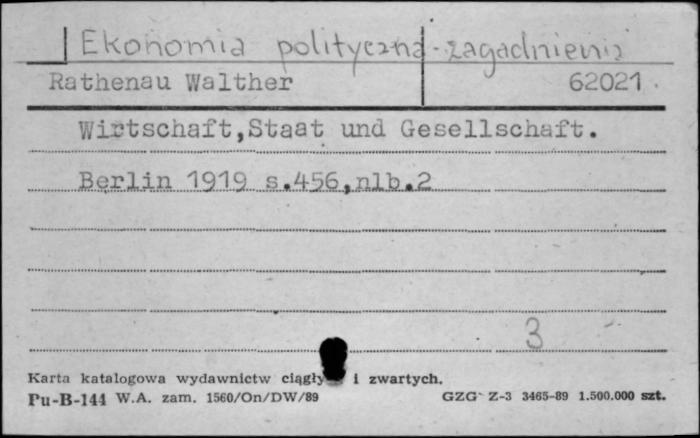 Ekonomia polityczna-zagadnienia
Rathenau Walther 62021
Wirtschaft,Staat und Gesellschaft.
Berlin 1919 s.456,nlb.2
3
Karta katalogowa wydawnictw i zwartych.
Pu-B-144 W.A. zam. 1560/On/DW/89 GZG Z-3 3465-89 1.500.000 szt.